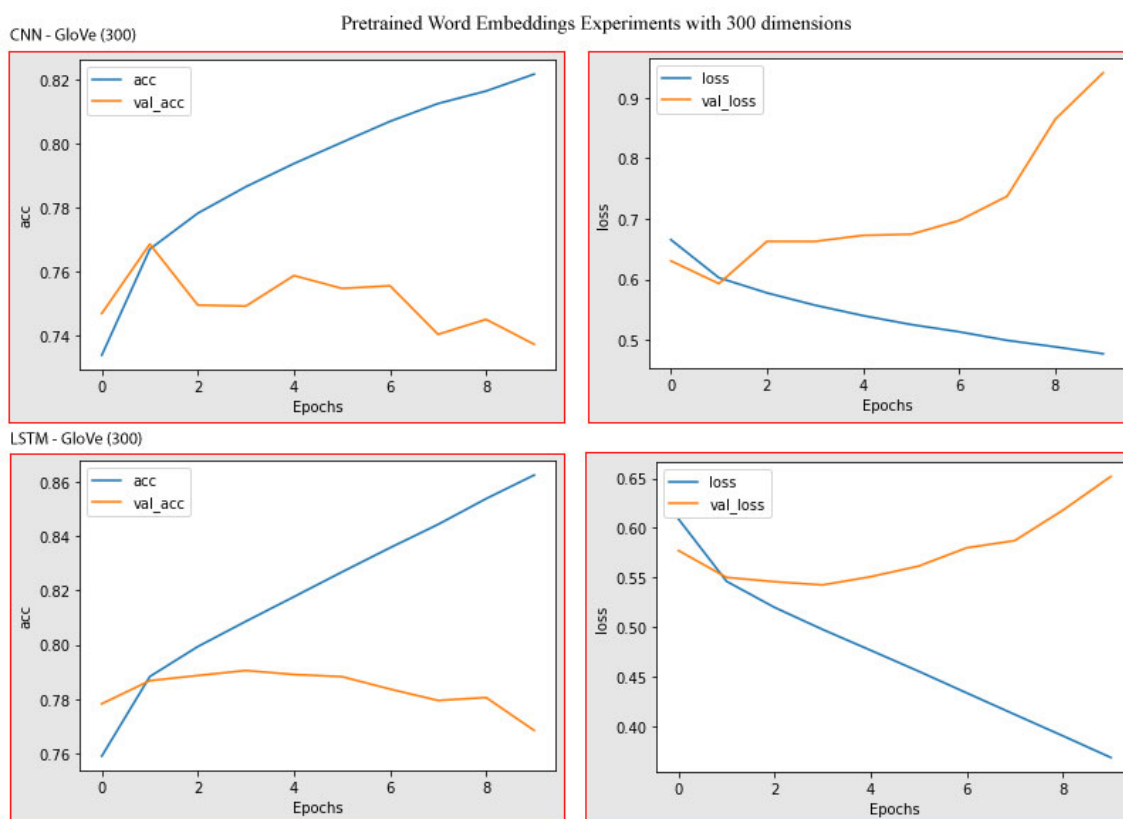 Pretrained Word Embeddings Experiments with 300 dimensions
CNN - GloVe (300)
acc
val_acc
0.82
0.80
0.78
0.76
0.74
acc
0 2 4 6 8
Epochs
loss
val_loss
0.9
0.8
0.7
0.6
0.5
loss
0 2 4 6 8
Epochs
LSTM - GloVe (300)
acc
val_acc
0.86
0.84
0.82
0.80
0.78
0.76
acc
0 2 4 6 8
Epochs
loss
val_loss
0.65
0.60
0.55
0.50
0.45
0.40
loss
0 2 4 6 8
Epochs